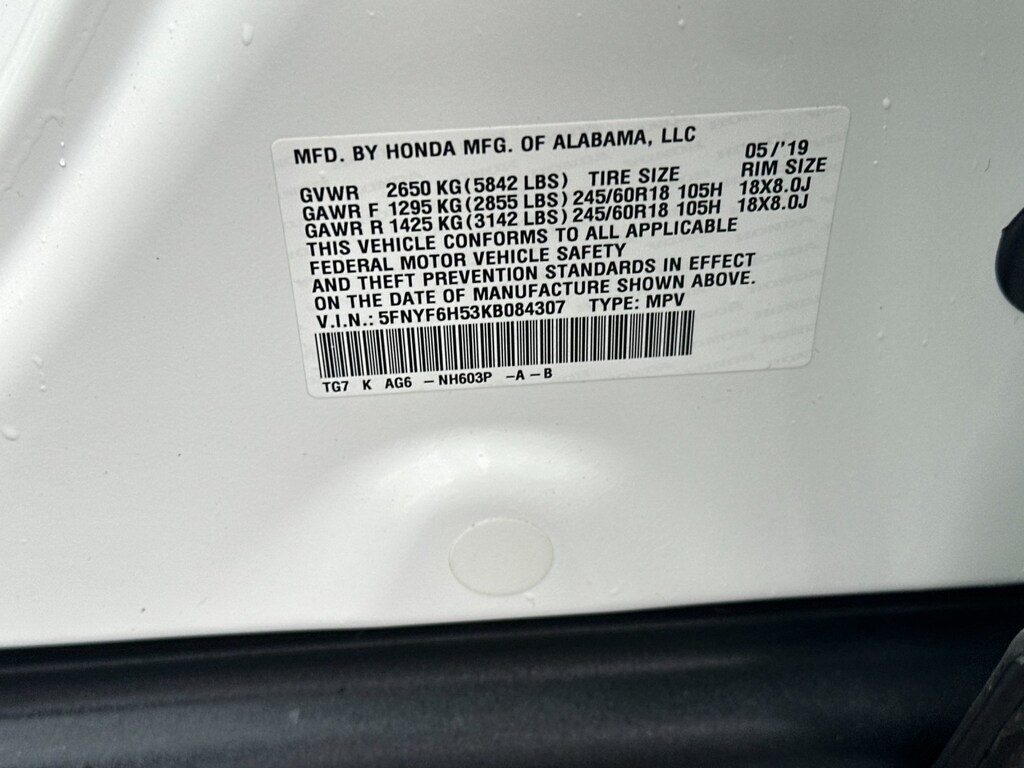 MFD. BY HONDA MFG. OF ALABAMA, LLC 05/'19
GVWR 2650 KG(5842 LBS) TIRE SIZE RIM SIZE
GAWR F 1295 KG(2855 LBS)245/60R18 105H 18X8.0J
GAWR R 1425 KG(3142 LBS)245/60R18 105H 18X8.0J
THIS VEHICLE CONFORMS TO ALL APPLICABLE
FEDERAL MOTOR VEHICLE SAFETY
AND THEFT PREVENTION STANDARDS IN EFFECT
ON THE DATE OF MANUFACTURE SHOWN ABOVE.
V.I.N.: 5FNYF6H53KB084307 TYPE: MPV
TG7 K AG6 -NH603P -A-B